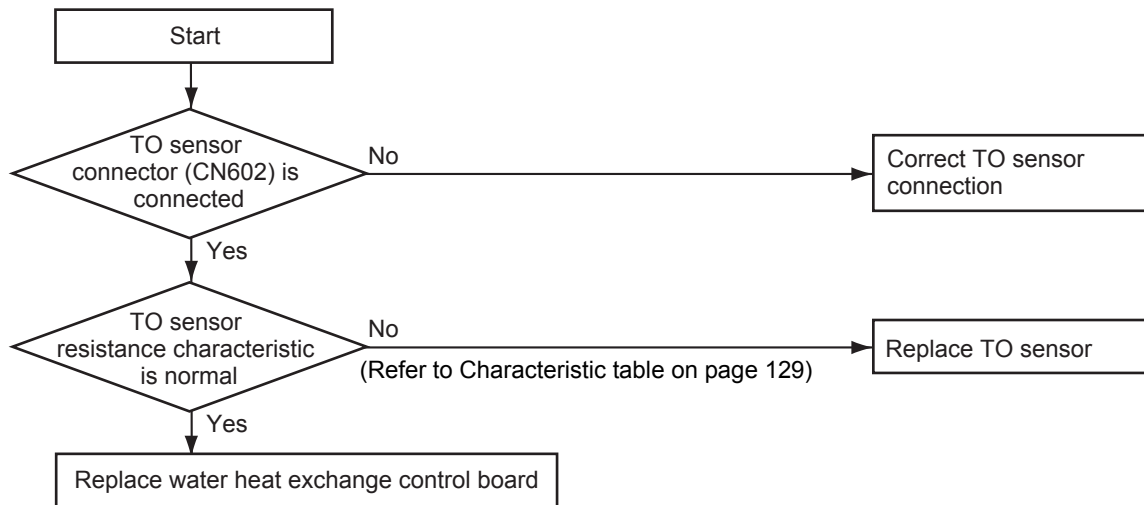 Start
TO sensor
connector (CN602) is
connected
No
Correct TO sensor
connection
Yes
TO sensor
resistance characteristic
is normal
No
(Refer to Characteristic table on page 129)
Replace TO sensor
Yes
Replace water heat exchange control board